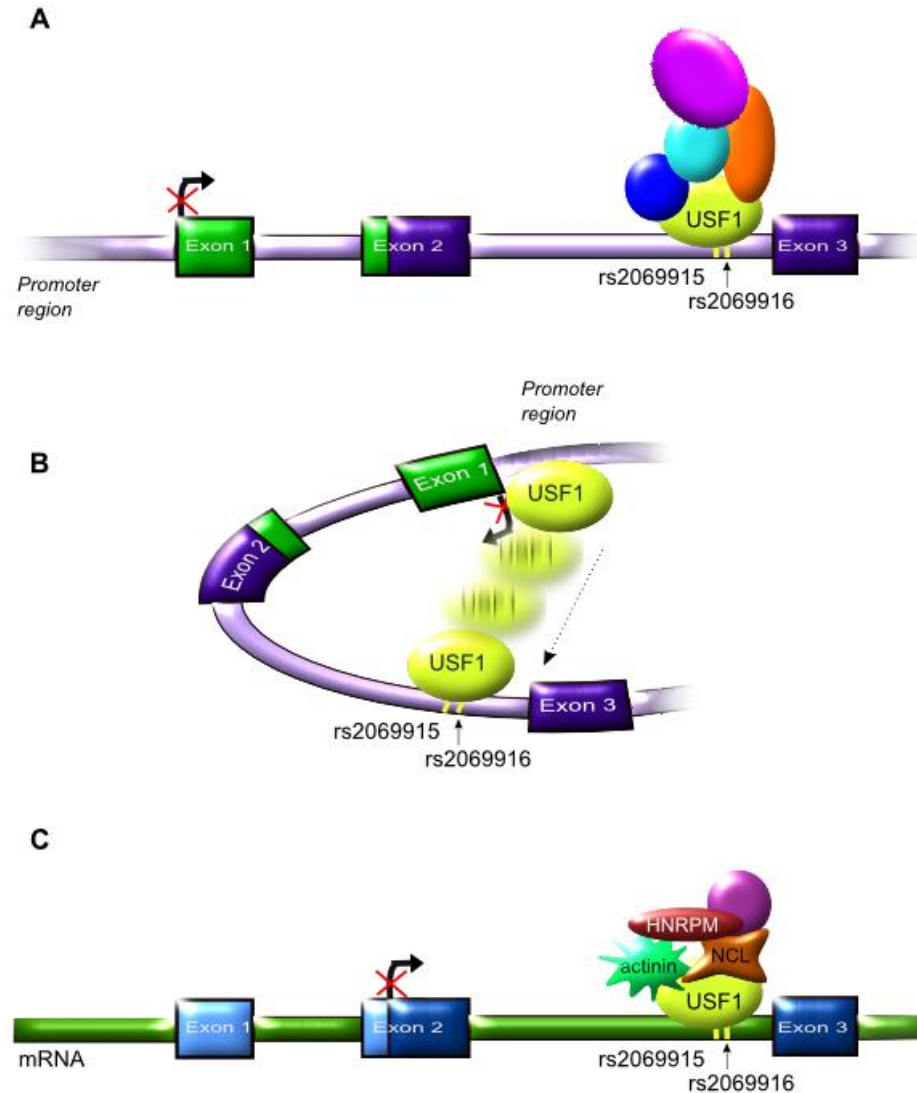 A
USF1
Exon 1
Exon 2
Exon 3
Promoter
region
rs2069915
rs2069916
Promoter
region
B
Exon 1
USF1
Exon 2
USF1
Exon 3
rs2069915
rs2069916
C
HNRPM
actinin
NCL
USF1
Exon 1
Exon 2
Exon 3
mRNA
rs2069915
rs2069916